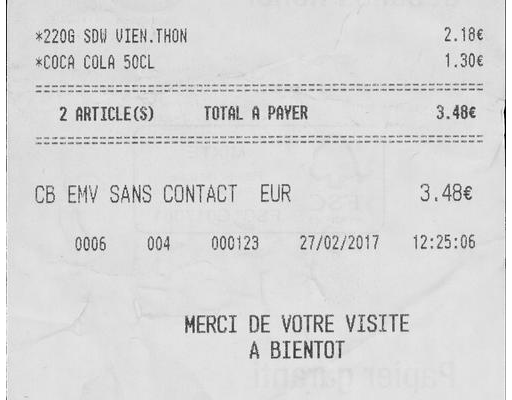 *220G SDW VIEN.THON 2.18€
*COCA COLA 50CL 1.30€
================================================
2 ARTICLE(S) TOTAL A PAYER 3.48€
================================================
CB EMV SANS CONTACT EUR 3.48€
0006 004 000123 27/02/2017 12:25:06
MERCI DE VOTRE VISITE
A BIENTOT
Papier garanti